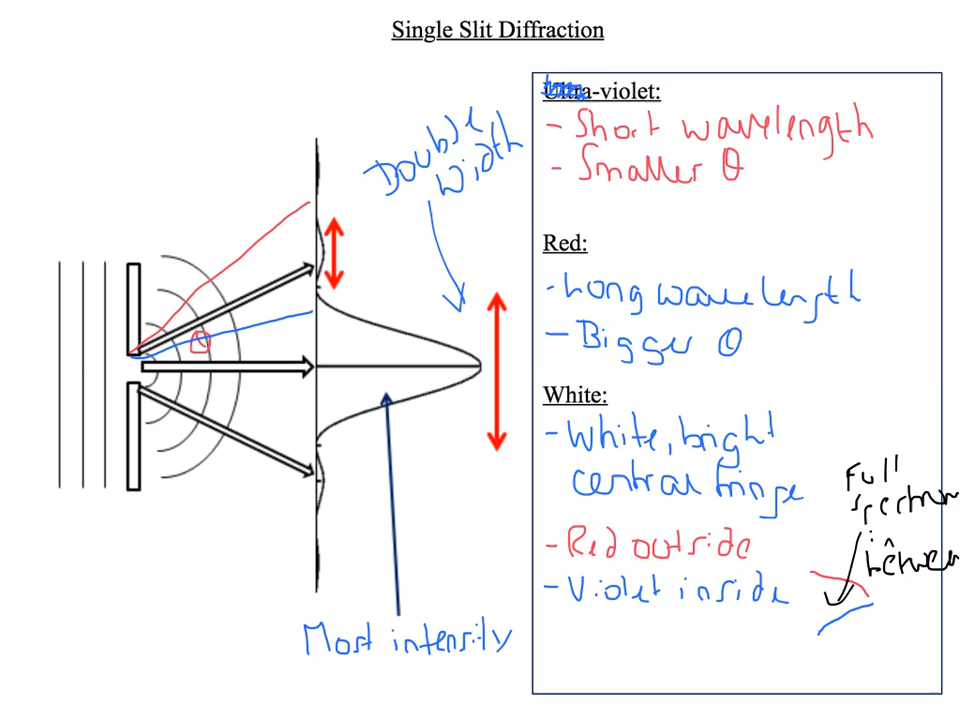 Single Slit Diffraction
Double
width
Most intensity
Ultra-violet:
- Short wavelength
- Smaller θ
Red:
- Long wavelength
- Bigger θ
White:
- White, bright
central fringe
- Red outside
- Violet inside
Full
spectrum
in
between